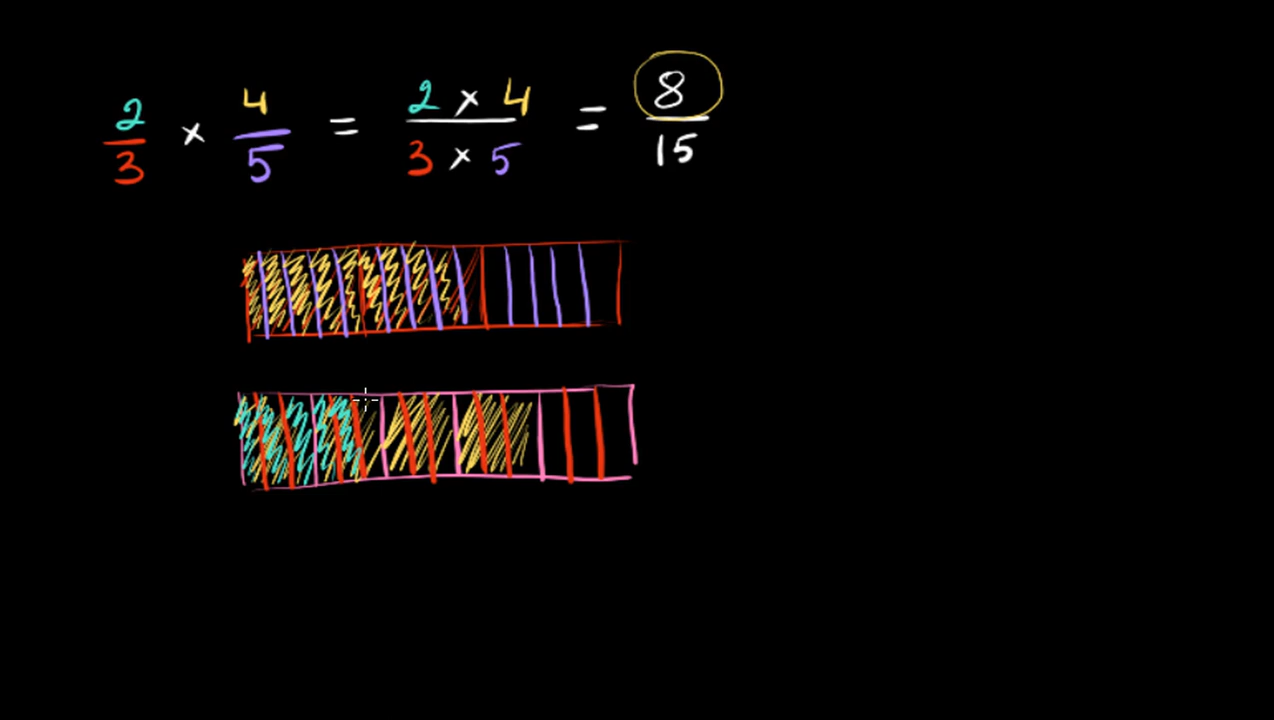 2/3 × 4/5 = 2 × 4 / 3 × 5 = 8/15